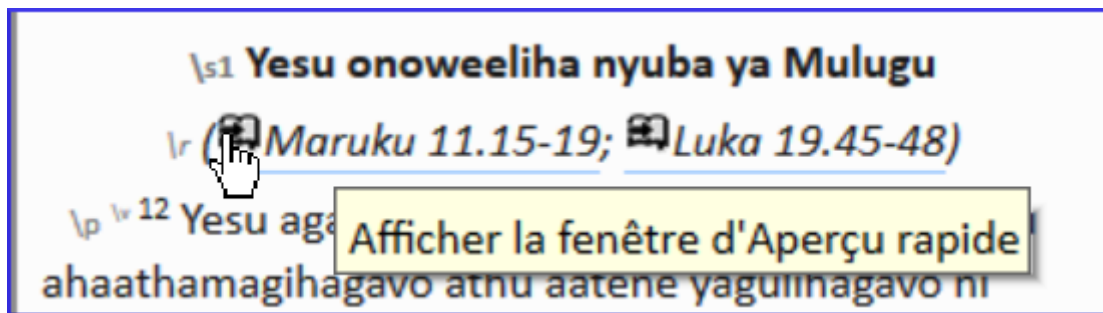 \s1 Yesu onoweeliha nyuba ya Mulugu
\r (Maruku 11.15-19; Luka 19.45-48)
\p \v 12 Yesu
Afficher la fenêtre d'Aperçu rapide
ahaathamagihagavo athu aatene yagulihagavo ni